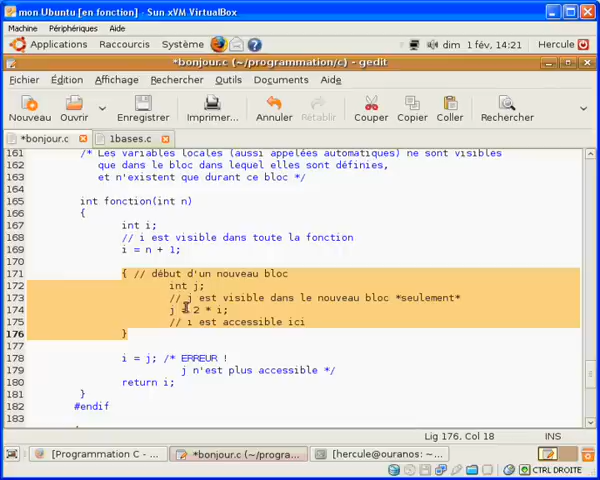 mon Ubuntu [en fonction] - Sun xVM VirtualBox
Machine Périphériques Aide
Applications Raccourcis Système dim 1 fév, 14:21 Hercule
*bonjour.c (~/programmation/c) - gedit
Fichier Édition Affichage Rechercher Outils Documents Aide
Nouveau Ouvrir Enregistrer Imprimer... Annuler Rétablir Couper Copier Coller Rechercher
*bonjour.c 1bases.c
161 /* Les variables locales (aussi appelées automatiques) ne sont visibles
162 que dans le bloc dans lequel elles sont définies,
163 et n'existent que durant ce bloc */
164
165 int fonction(int n)
166 {
167 int i;
168 // i est visible dans toute la fonction
169 i = n + 1;
170
171 { // début d'un nouveau bloc
172 int j;
173 // j est visible dans le nouveau bloc *seulement*
174 j = 2 * i;
175 // i est accessible ici
176 }
177
178 i = j; /* ERREUR !
179 j n'est plus accessible */
180 return i;
181 }
182 #endif
183
Lig 176, Col 18 INS
[Programmation C - ... *bonjour.c (~/progra... [hercule@ouranos: ~...
CTRL DROITE